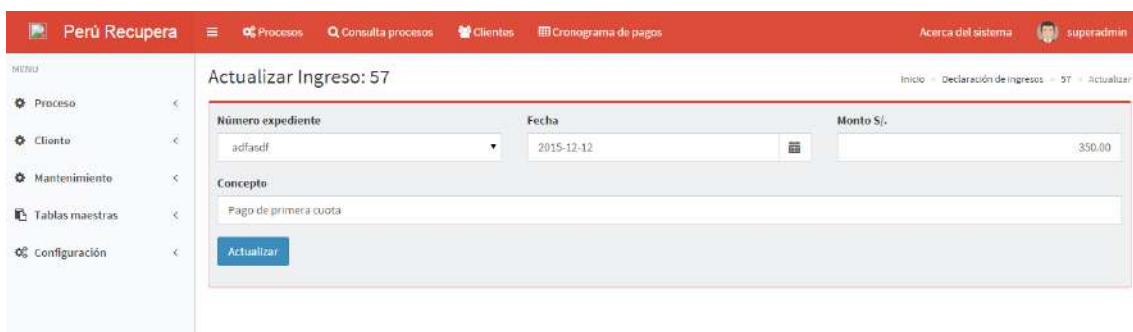 Perú Recupera
Procesos
Consulta procesos
Clientes
Cronograma de pagos
Acerca del sistema
superadmin
MENU
Actualizar Ingreso: 57
Inicio > Declaración de ingresos > 57 > Actualizar
Proceso
Cliente
Mantenimiento
Tablas maestras
Configuración
Número expediente
Fecha
Monto S/.
adfasdf
2015-12-12
350.00
Concepto
Pago de primera cuota
Actualizar